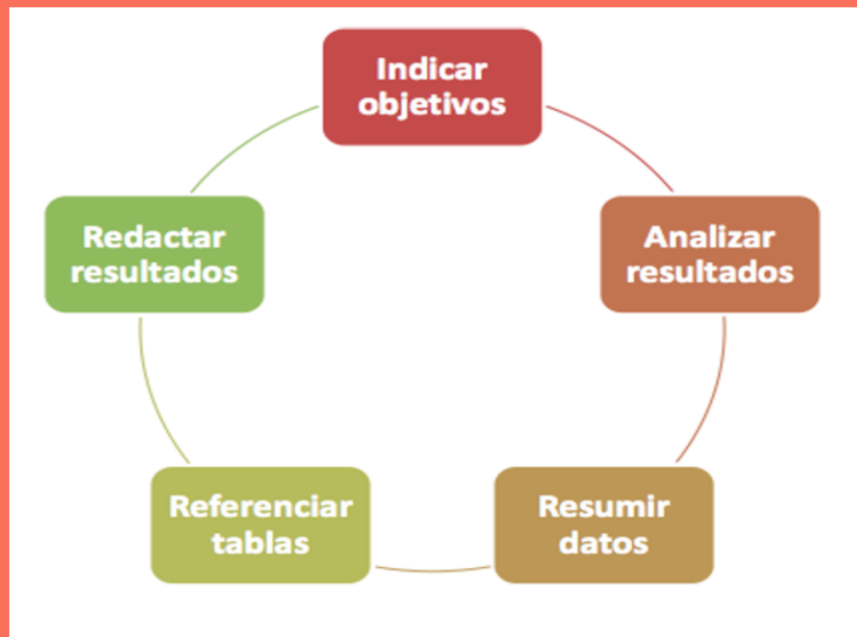 Indicar
objetivos
Analizar
resultados
Resumir
datos
Referenciar
tablas
Redactar
resultados